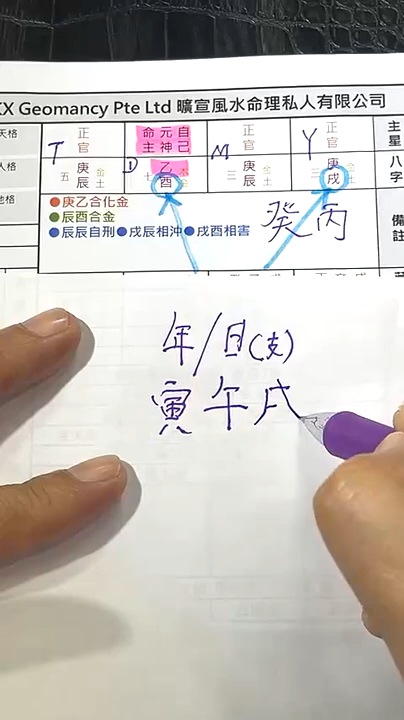 KX Geomancy Pte Ltd 曠宣風水命理私人有限公司
天格 正官 命主 元神 自己 正官 正官 主星
T D M Y
人格 五 庚辰 金土 十 乙酉 木金 三 庚辰 金土 三 庚戌 金土 八字
地格
庚乙合化金
辰酉合金
辰辰自刑 戌辰相沖 戌酉相害
癸 丙
備註
年/日(支)
寅午戌